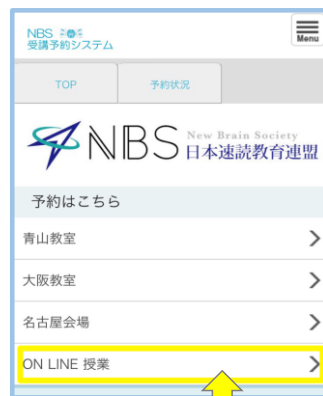 NBS
受講予約システム
Menu
TOP
予約状況
NBS
New Brain Society
日本速読教育連盟
予約はこちら
青山教室
大阪教室
名古屋会場
ON LINE 授業